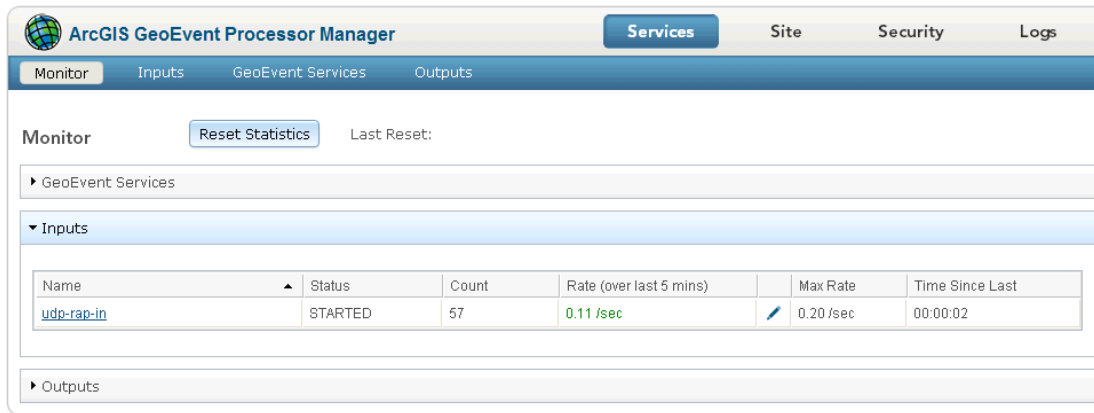 ArcGIS GeoEvent Processor Manager Services Site Security Logs
Monitor Inputs GeoEvent Services Outputs
Monitor Reset Statistics Last Reset:
GeoEvent Services
Inputs
Name Status Count Rate (over last 5 mins) Max Rate Time Since Last
udp-rap-in STARTED 57 0.11 /sec 0.20 /sec 00:00:02
Outputs